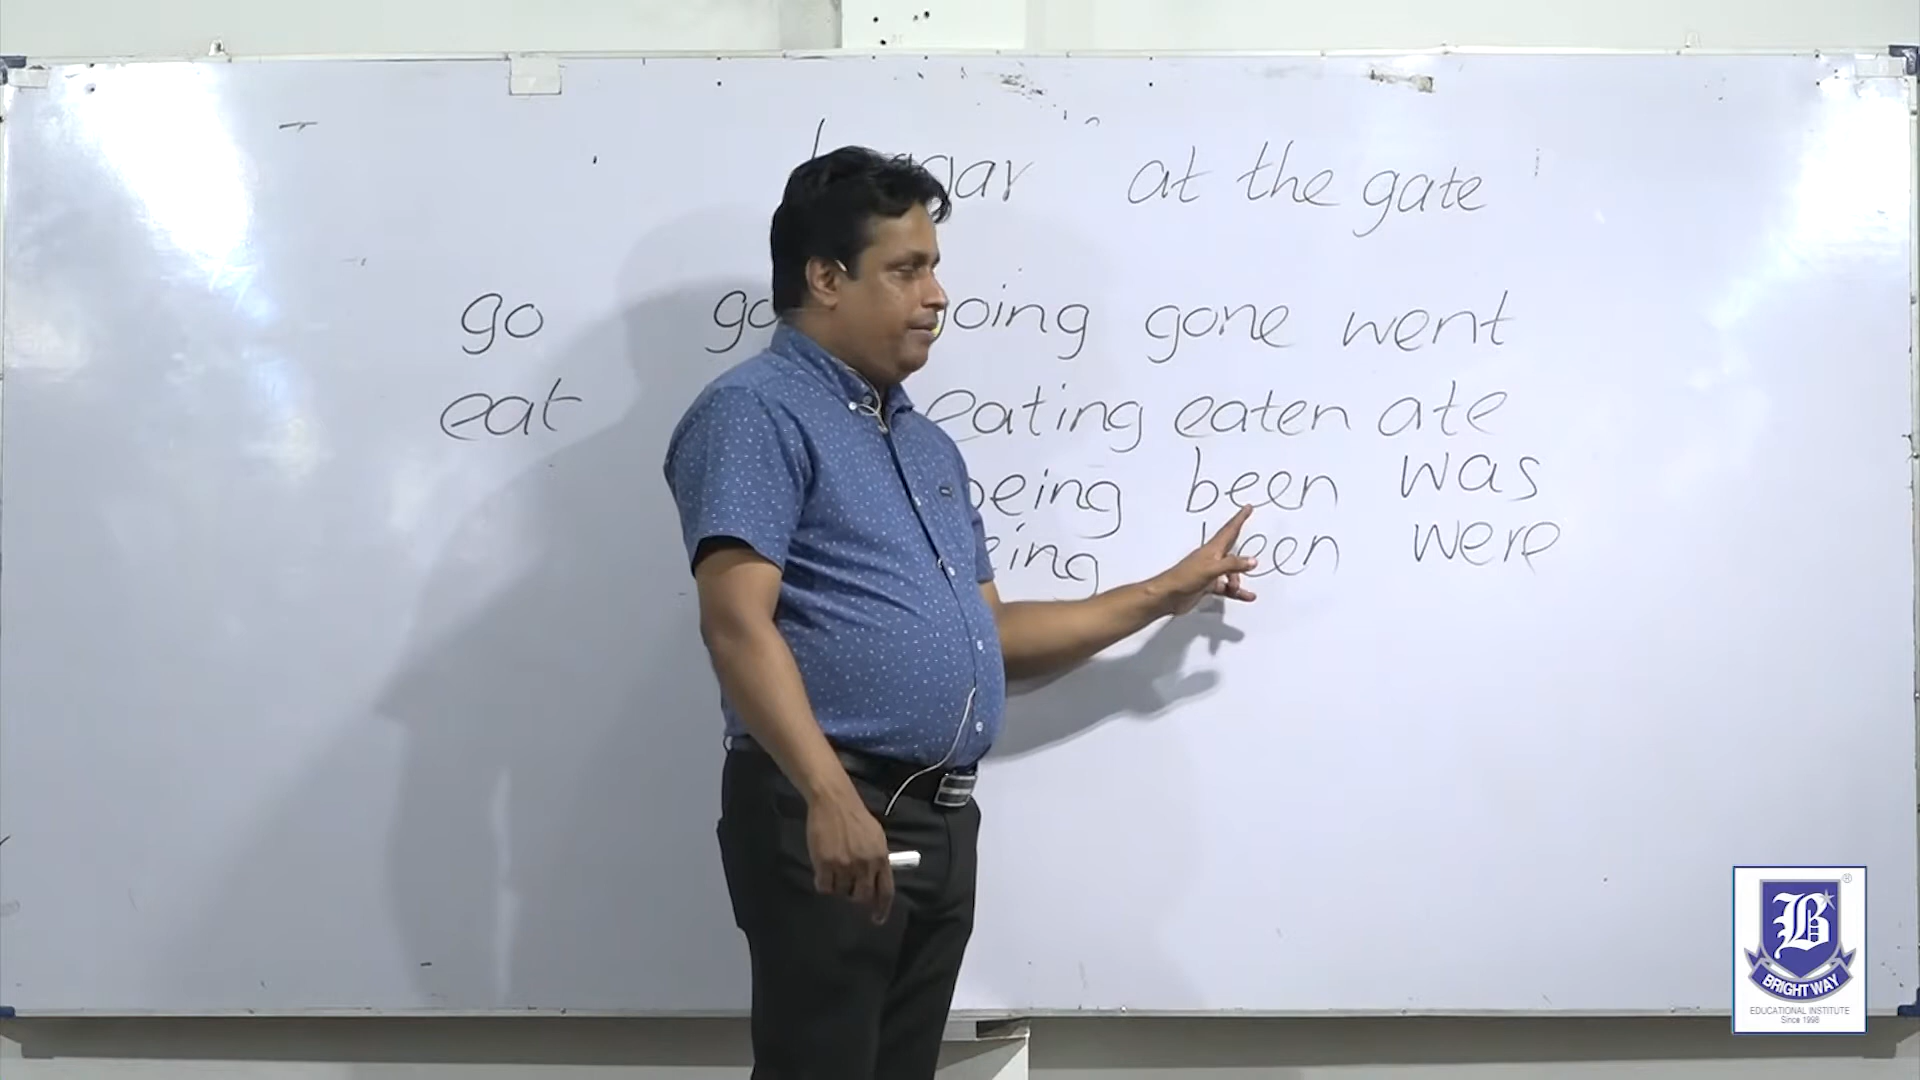 at the gate
go gone went
eat eating eaten ate
being been was
been were
B
BRIGHT WAY
EDUCATIONAL INSTITUTE
Since 1998